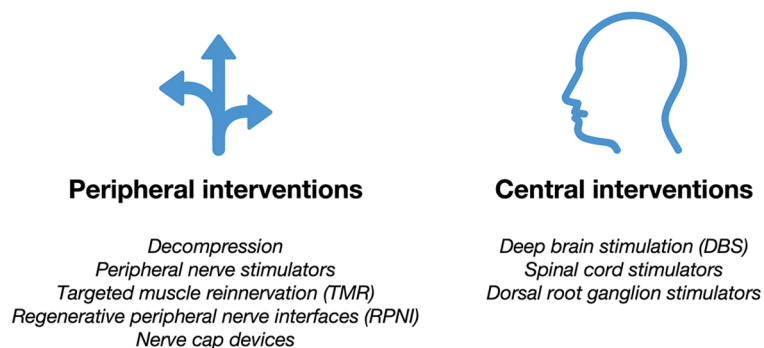 Peripheral interventions
Decompression
Peripheral nerve stimulators
Targeted muscle reinnervation (TMR)
Regenerative peripheral nerve interfaces (RPNI)
Nerve cap devices
Central interventions
Deep brain stimulation (DBS)
Spinal cord stimulators
Dorsal root ganglion stimulators